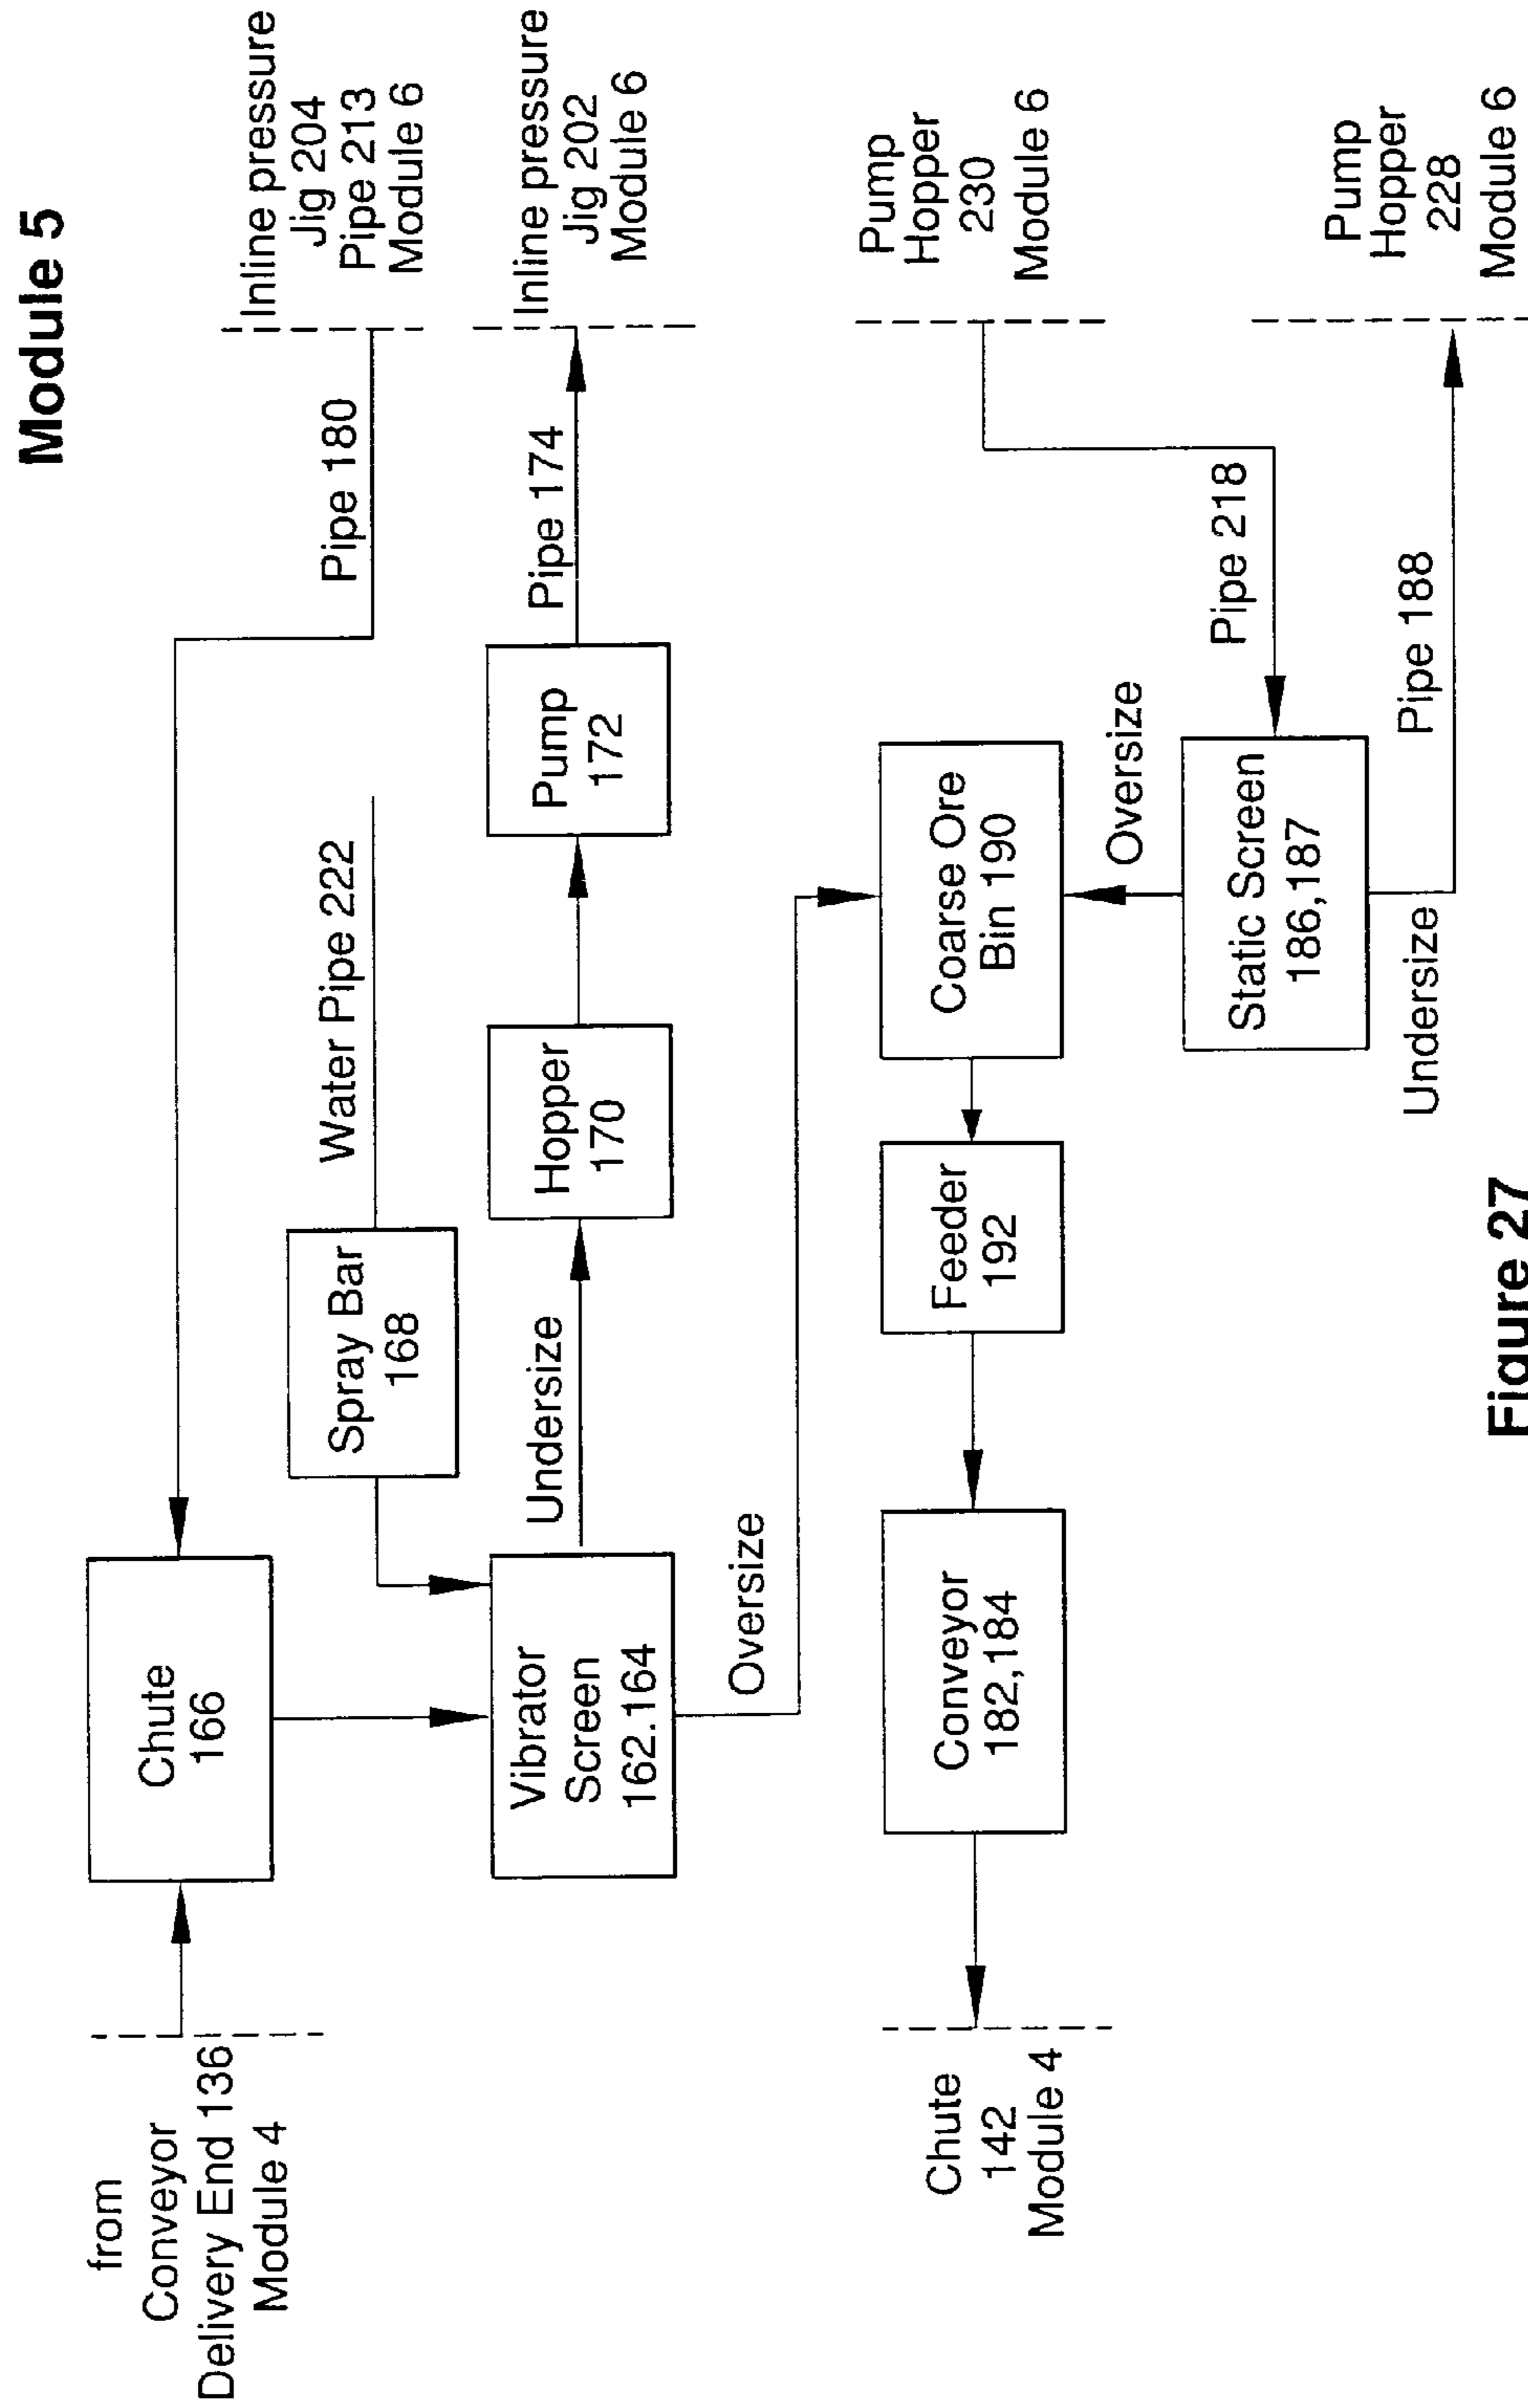 Module 5
from
Conveyor
Delivery End 136
Module 4
Chute
166
Pipe 180
Inline pressure
Jig 204
Pipe 213
Module 6
Spray Bar
168
Water Pipe 222
Vibrator
Screen
162.164
Undersize
Hopper
170
Pump
172
Pipe 174
Inline pressure
Jig 202
Module 6
Oversize
Chute
142
Module 4
Conveyor
182,184
Feeder
192
Coarse Ore
Bin 190
Pump
Hopper
230
Module 6
Oversize
Pipe 218
Static Screen
186,187
Undersize
Pipe 188
Pump
Hopper
228
Module 6
Figure 27